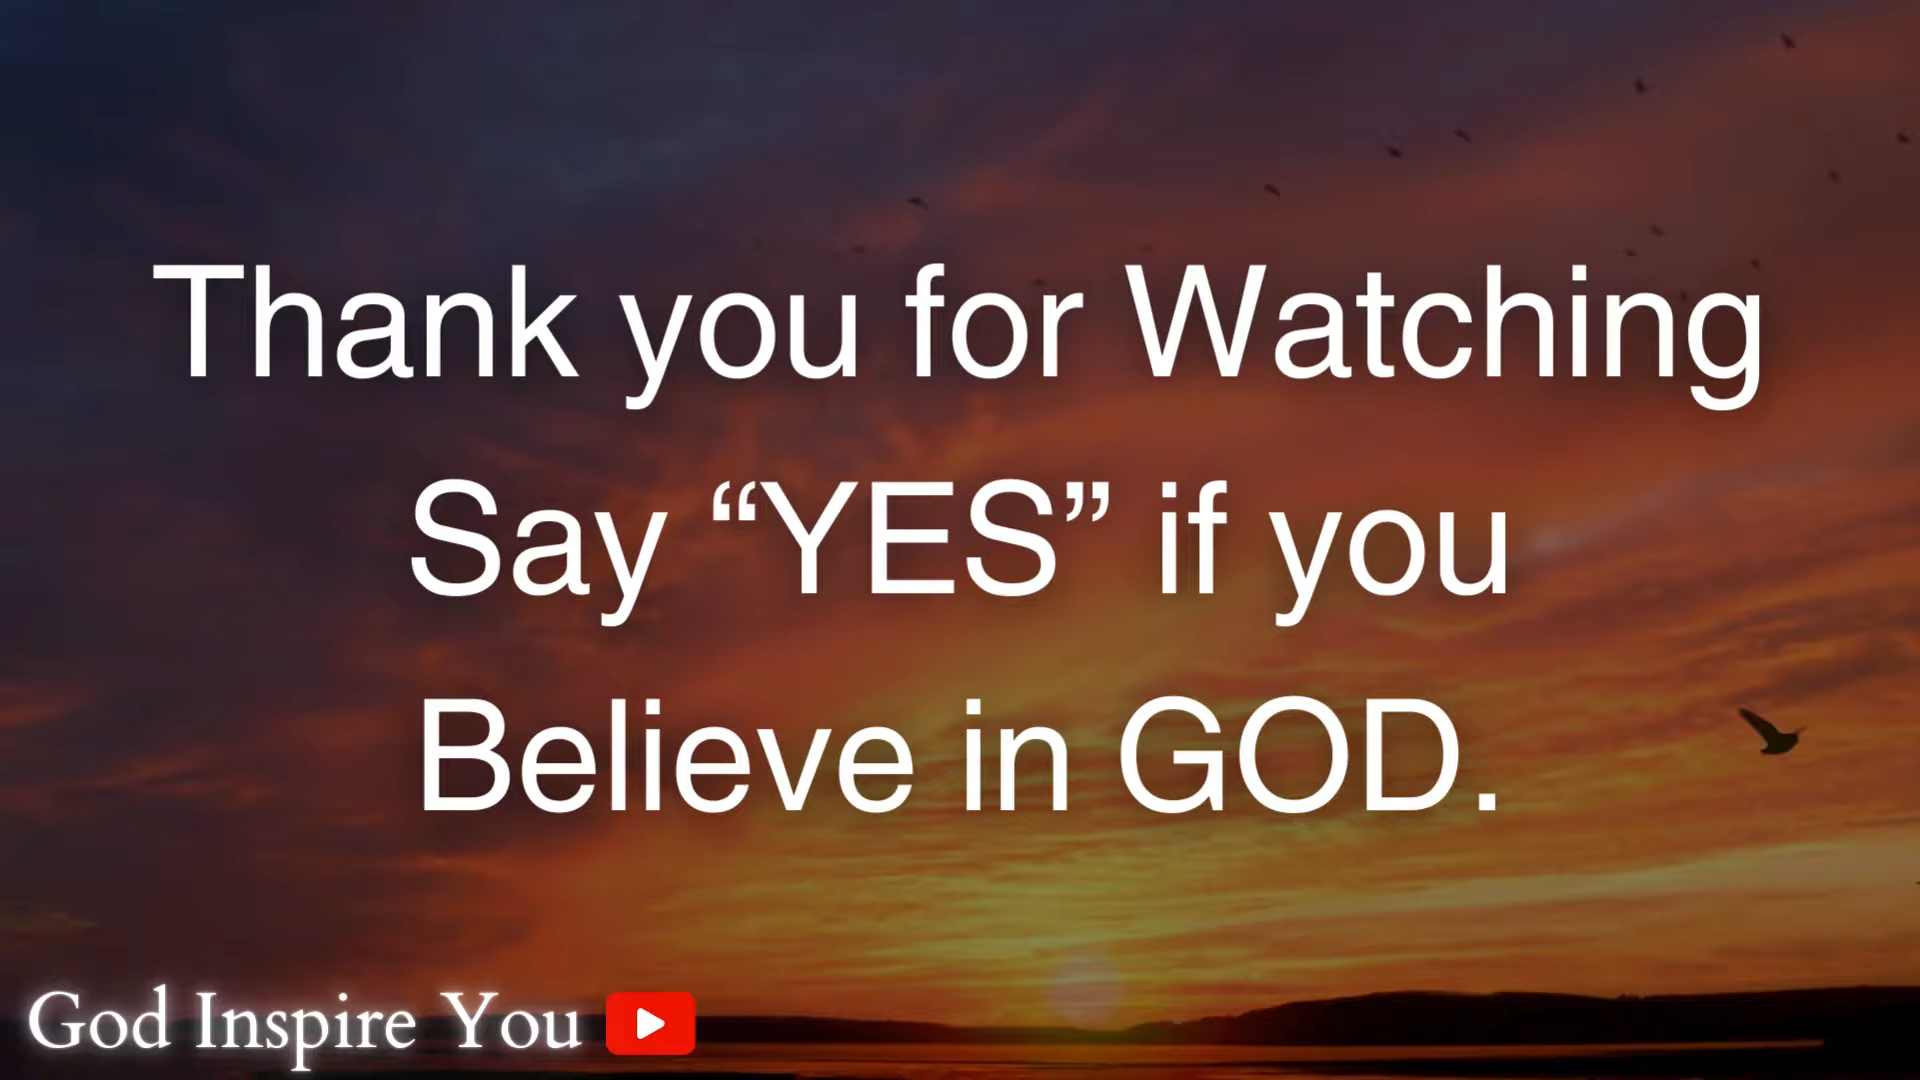 Thank you for Watching
Say “YES” if you
Believe in GOD.
God Inspire You